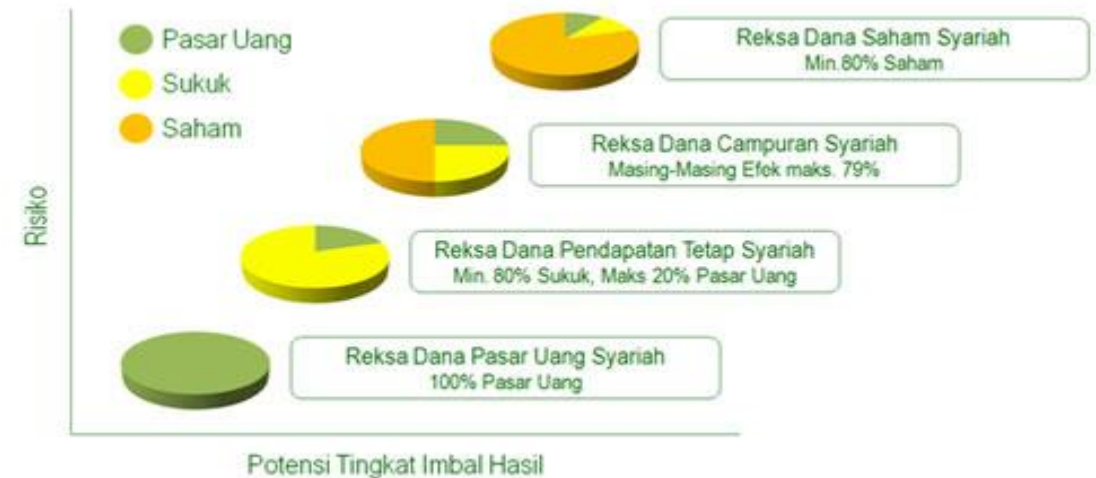 Pasar Uang
Sukuk
Saham
Reksa Dana Saham Syariah
Min.80% Saham
Reksa Dana Campuran Syariah
Masing-Masing Efek maks. 79%
Reksa Dana Pendapatan Tetap Syariah
Min. 80% Sukuk, Maks 20% Pasar Uang
Reksa Dana Pasar Uang Syariah
100% Pasar Uang
Risiko
Potensi Tingkat Imbal Hasil